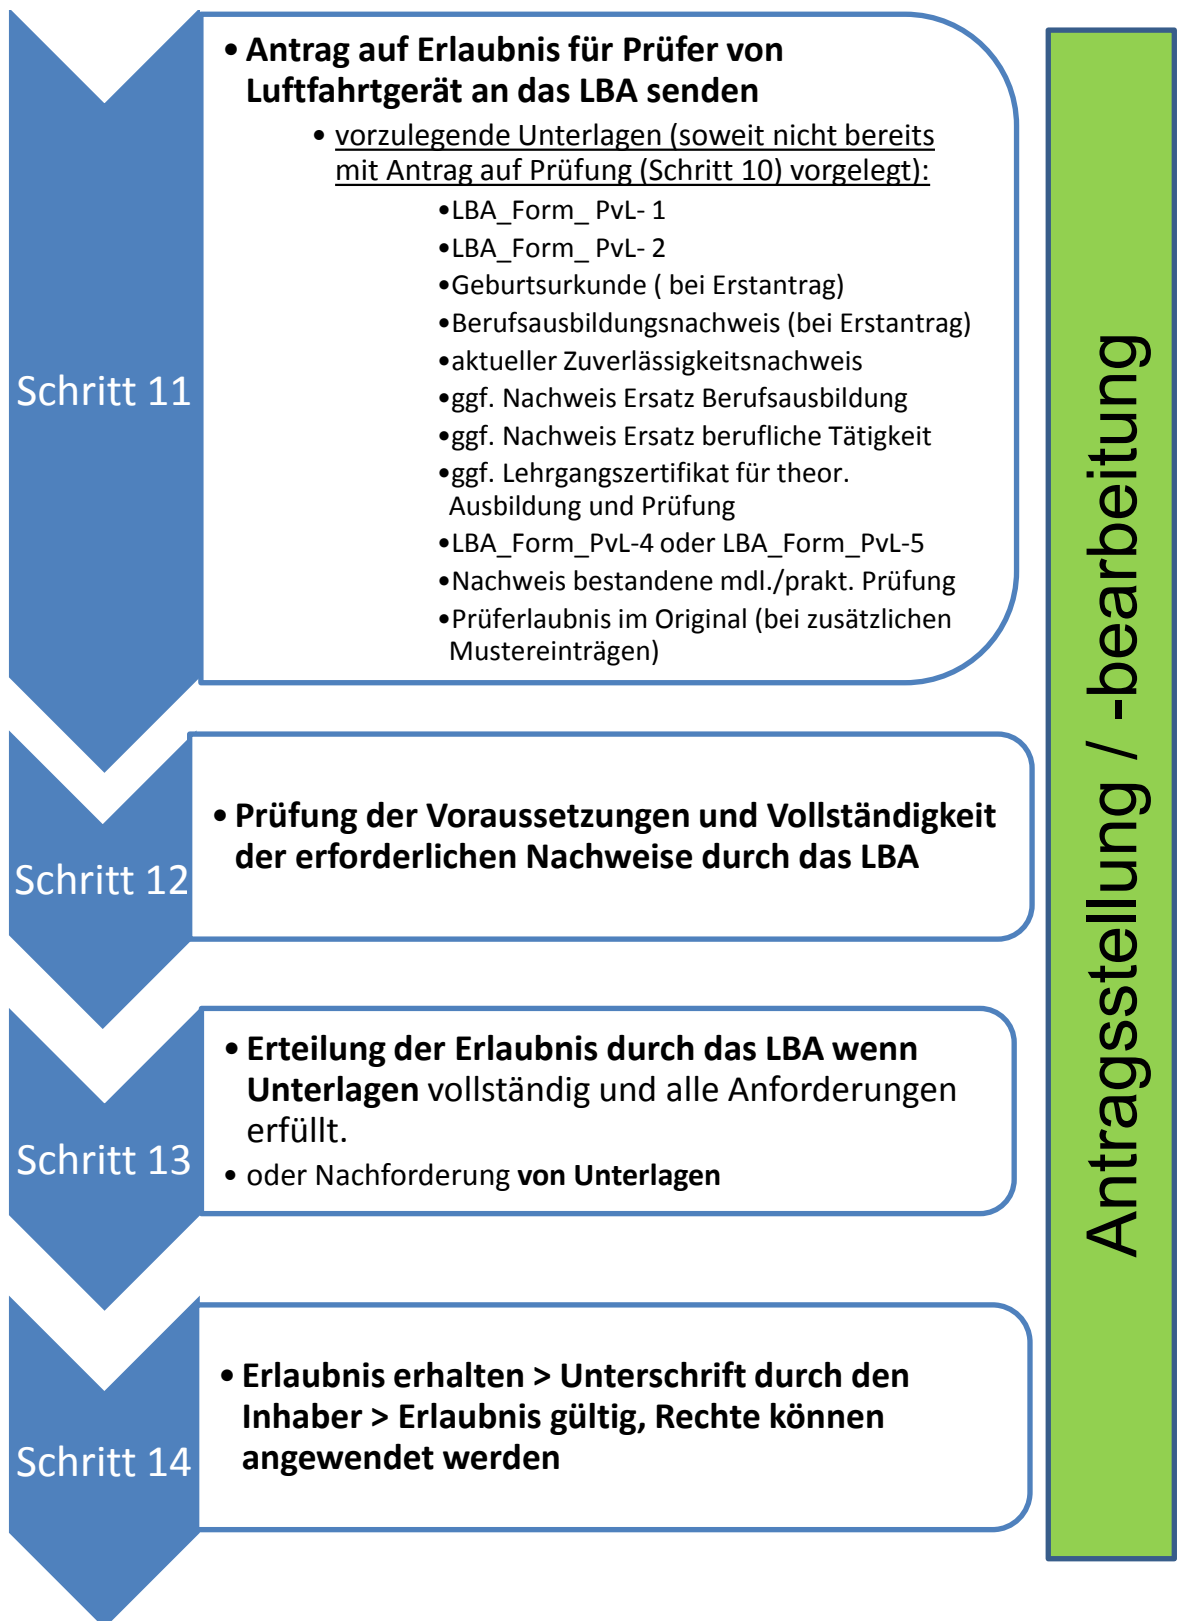 Schritt 11
• Antrag auf Erlaubnis für Prüfer von
Luftfahrtgerät an das LBA senden
• vorzulegende Unterlagen (soweit nicht bereits
mit Antrag auf Prüfung (Schritt 10) vorgelegt):
•LBA_Form_ PvL- 1
•LBA_Form_ PvL- 2
•Geburtsurkunde ( bei Erstantrag)
•Berufsausbildungsnachweis (bei Erstantrag)
•aktueller Zuverlässigkeitsnachweis
•ggf. Nachweis Ersatz Berufsausbildung
•ggf. Nachweis Ersatz berufliche Tätigkeit
•ggf. Lehrgangszertifikat für theor.
Ausbildung und Prüfung
•LBA_Form_PvL-4 oder LBA_Form_PvL-5
•Nachweis bestandene mdl./prakt. Prüfung
•Prüferlaubnis im Original (bei zusätzlichen
Mustereinträgen)
Schritt 12
• Prüfung der Voraussetzungen und Vollständigkeit
der erforderlichen Nachweise durch das LBA
Schritt 13
• Erteilung der Erlaubnis durch das LBA wenn
Unterlagen vollständig und alle Anforderungen
erfüllt.
• oder Nachforderung von Unterlagen
Schritt 14
• Erlaubnis erhalten > Unterschrift durch den
Inhaber > Erlaubnis gültig, Rechte können
angewendet werden
Antragsstellung / -bearbeitung